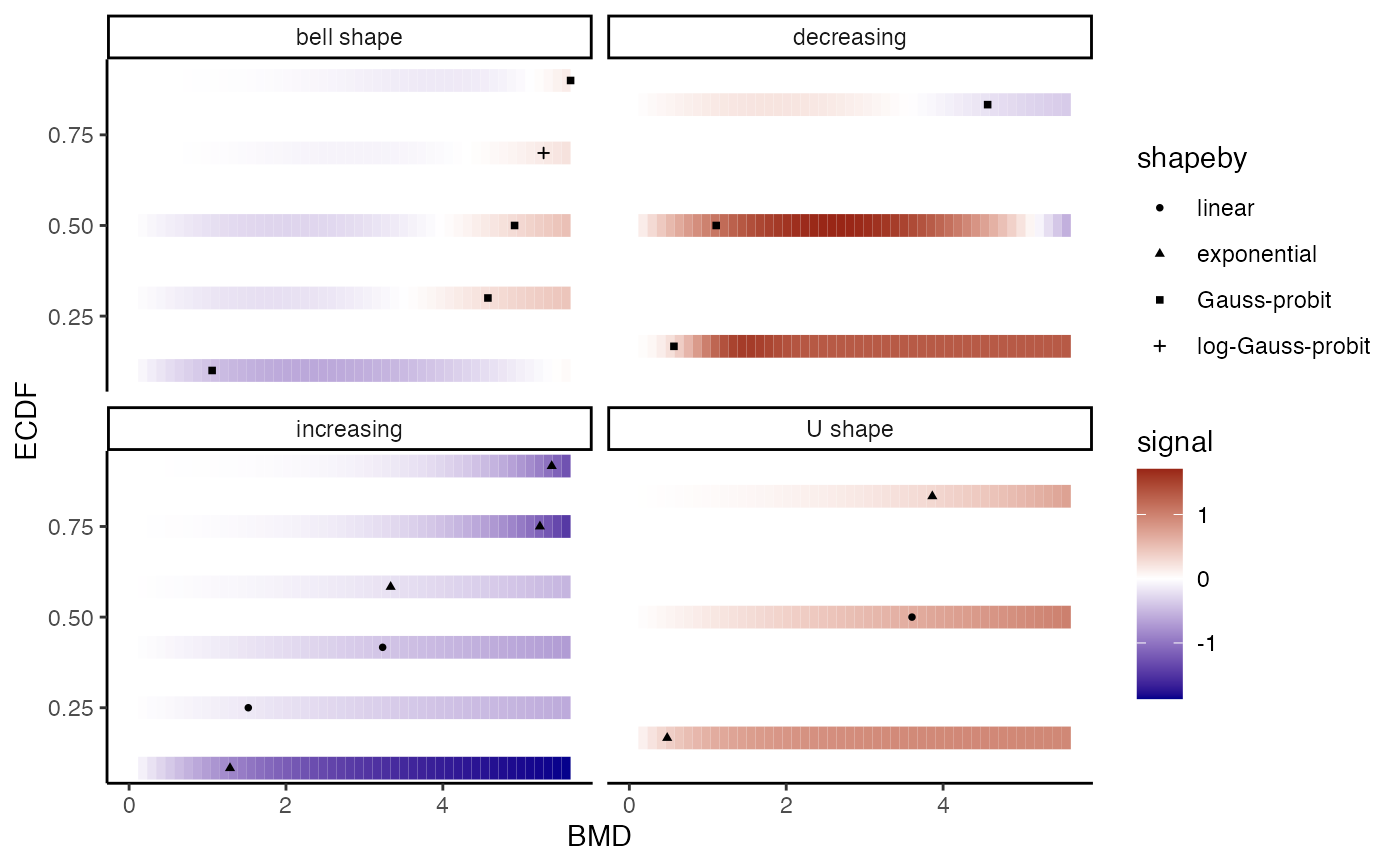 bell shape
decreasing
0.75
0.50
0.25
increasing
U shape
0.75
0.50
0.25
0 2 4
0 2 4
BMD
ECDF
shapeby
linear
exponential
Gauss-probit
log-Gauss-probit
signal
1
0
-1